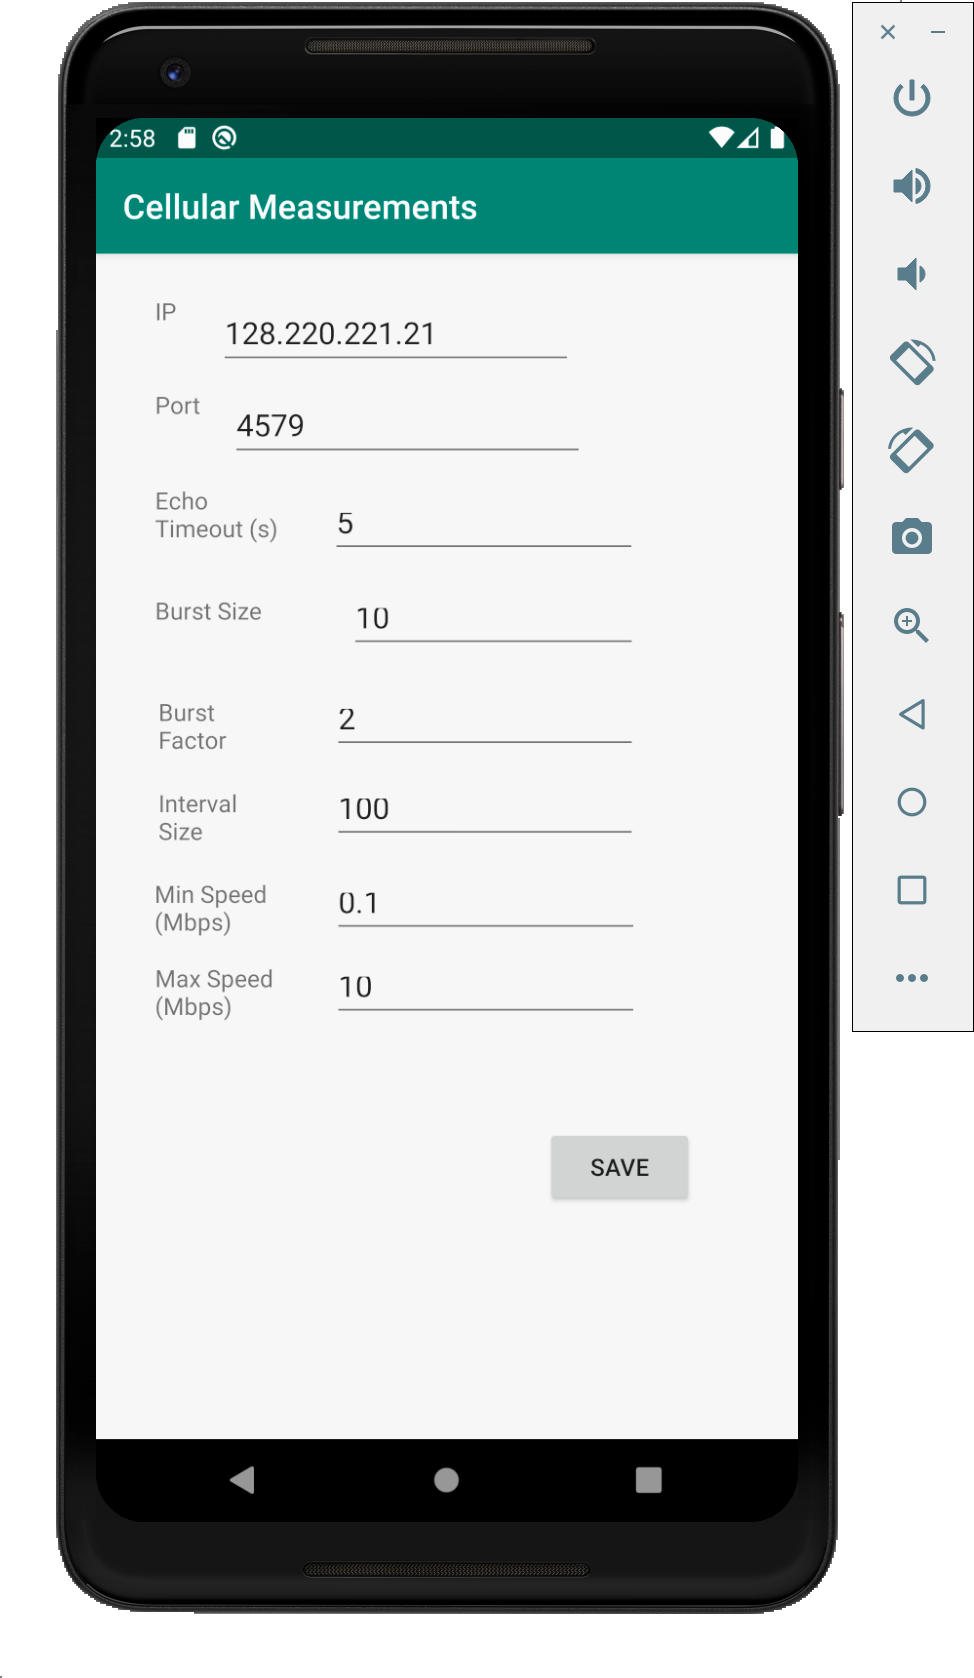 2:58
Cellular Measurements
IP
128.220.221.21
Port
4579
Echo
Timeout (s)
5
Burst Size
10
Burst
Factor
2
Interval
Size
100
Min Speed
(Mbps)
0.1
Max Speed
(Mbps)
10
SAVE